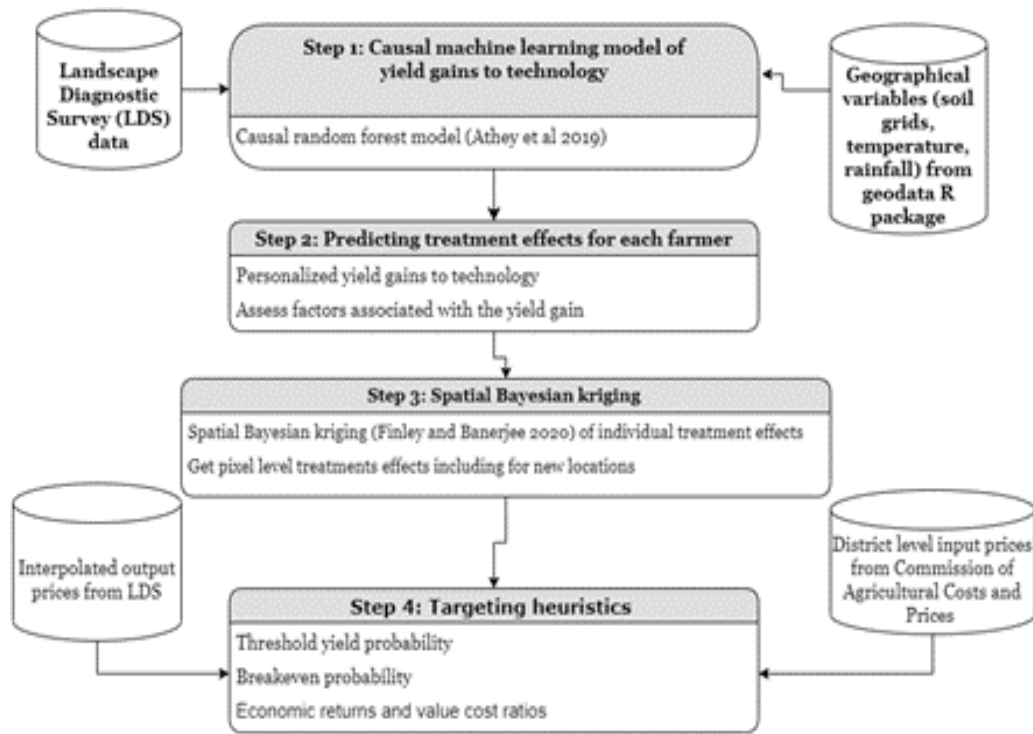 Landscape
Diagnostic
Survey (LDS)
data
Step 1: Causal machine learning model of
yield gains to technology
Causal random forest model (Athey et al 2019)
Geographical
variables (soil
grids,
temperature,
rainfall) from
geodata R
package
Step 2: Predicting treatment effects for each farmer
Personalized yield gains to technology
Assess factors associated with the yield gain
Step 3: Spatial Bayesian kriging
Spatial Bayesian kriging (Finley and Banerjee 2020) of individual treatment effects
Get pixel level treatments effects including for new locations
Interpolated output
prices from LDS
District level input prices
from Commission of
Agricultural Costs and
Prices
Step 4: Targeting heuristics
Threshold yield probability
Breakeven probability
Economic returns and value cost ratios